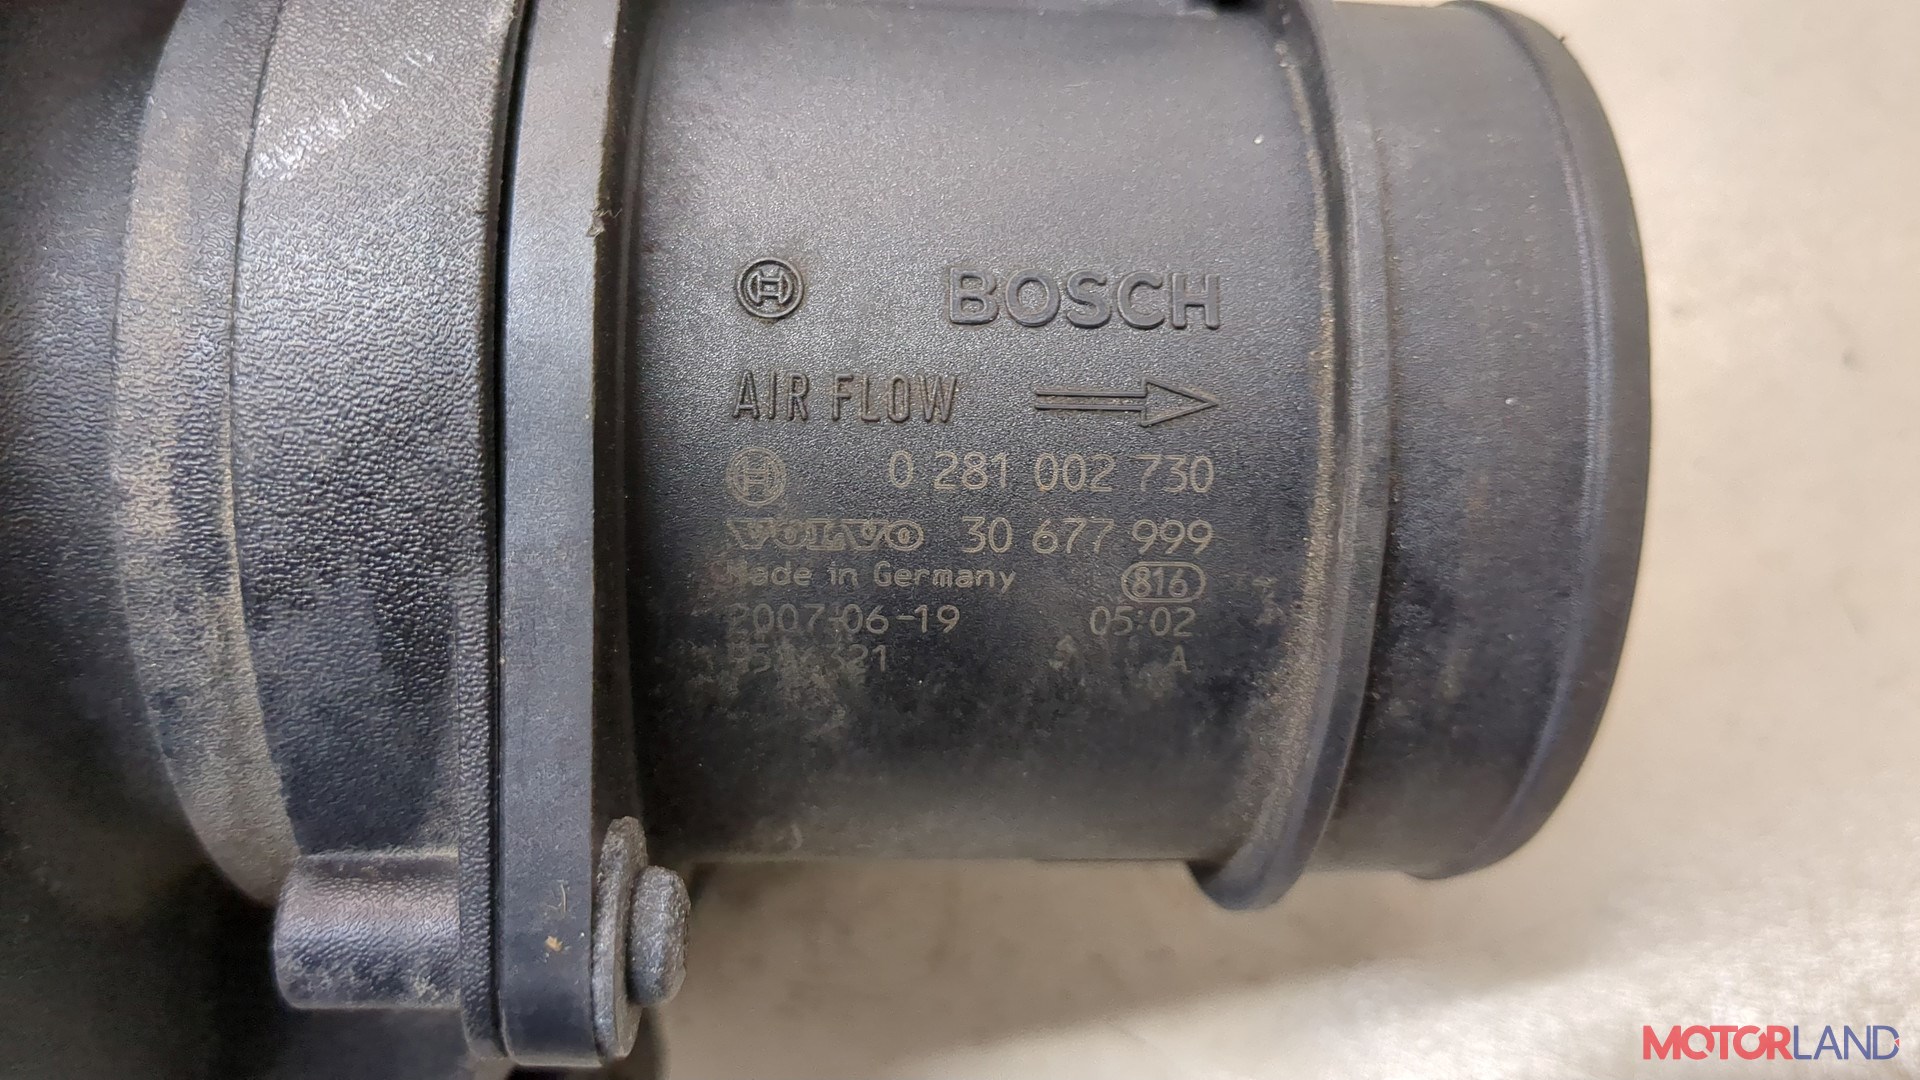 BOSCH
AIR FLOW
0 281 002 730
VOLVO 30 677 999
Made in Germany 816
2007-06-19 05:02
A
MOTORLAND